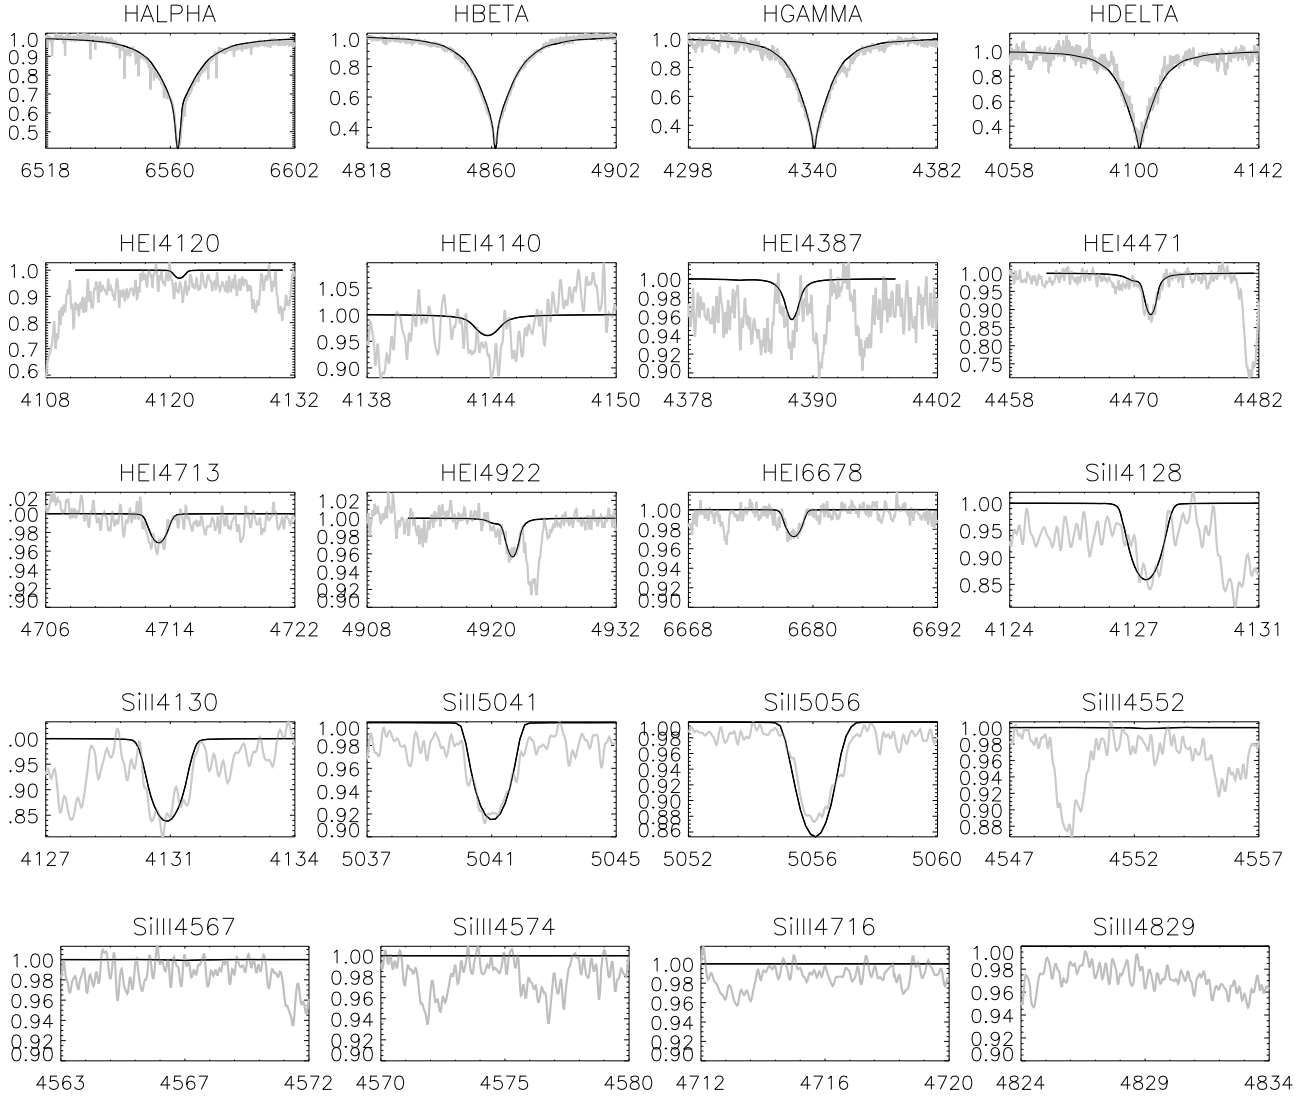 HALPHA HBETA HGAMMA HDELTA
1.0 1.0 1.0 1.0
0.9 0.8 0.8 0.8
0.8 0.6 0.6 0.6
0.7 0.4 0.4 0.4
0.6
0.5
6518 6560 6602 4818 4860 4902 4298 4340 4382 4058 4100 4142
HEI4120 HEI4140 HEI4387 HEI4471
1.0 1.05 1.00 1.00
0.9 1.00 0.98 0.95
0.8 0.95 0.96 0.90
0.7 0.90 0.94 0.85
0.6 0.92 0.80
0.90 0.75
4108 4120 4132 4138 4144 4150 4378 4390 4402 4458 4470 4482
HEI4713 HEI4922 HEI6678 SiII4128
.02 1.02 1.00 1.00
.00 1.00 0.98 0.95
.98 0.98 0.96 0.90
.96 0.96 0.94 0.85
.94 0.94 0.92
.92 0.92 0.90
.90 0.90
4706 4714 4722 4908 4920 4932 6668 6680 6692 4124 4127 4131
SiII4130 SiII5041 SiII5056 SiIII4552
.00 1.00 1.00 1.00
.95 0.98 0.98 0.98
.90 0.96 0.96 0.96
.85 0.94 0.94 0.94
0.92 0.92 0.92
0.90 0.90 0.90
0.88 0.88
0.86
4127 4131 4134 5037 5041 5045 5052 5056 5060 4547 4552 4557
SiIII4567 SiIII4574 SiIII4716 SiIII4829
1.00 1.00 1.00 1.00
0.98 0.98 0.98 0.98
0.96 0.96 0.96 0.96
0.94 0.94 0.94 0.94
0.92 0.92 0.92 0.92
0.90 0.90 0.90 0.90
4563 4567 4572 4570 4575 4580 4712 4716 4720 4824 4829 4834